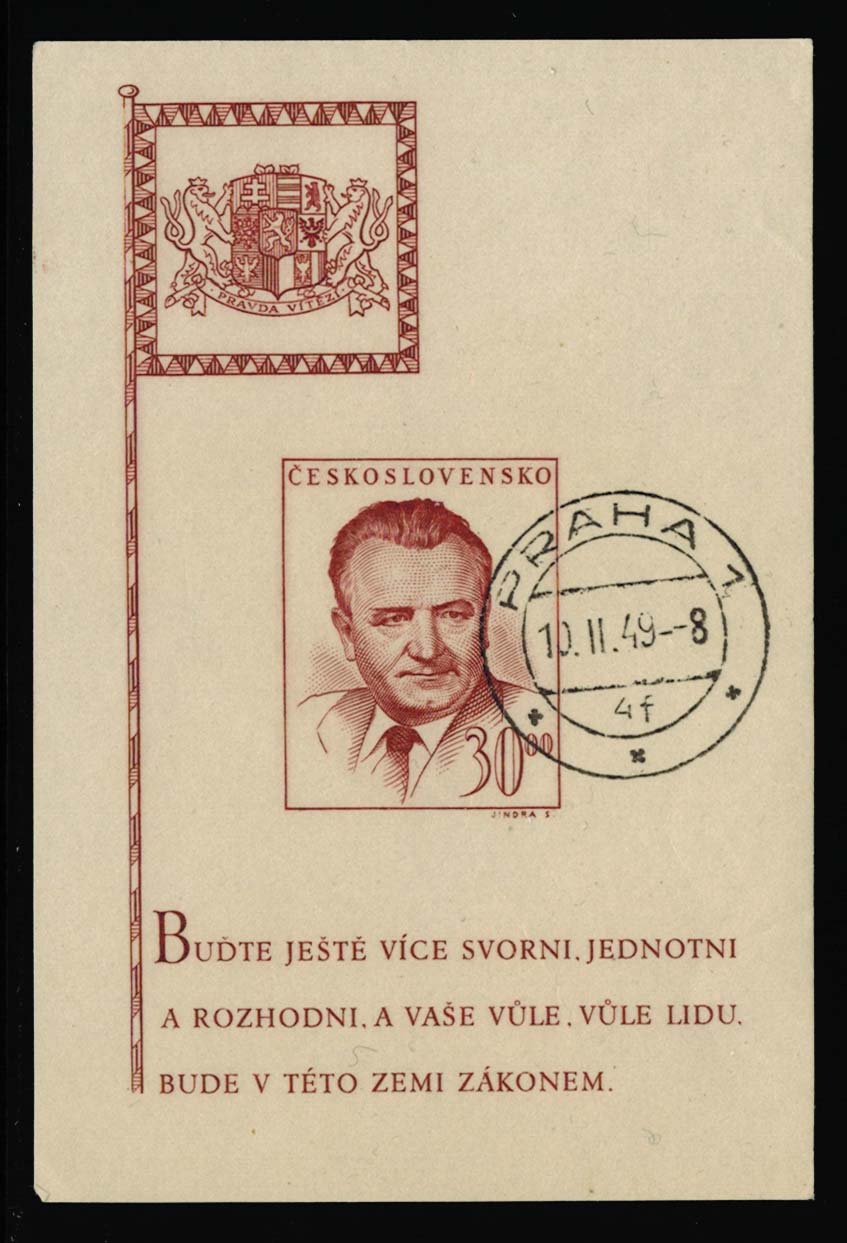 PRAVDA VÍTĚZÍ
ČESKOSLOVENSKO
PRAHA 1
10.II.49--8
4f
30 00
JINDRA S.
BUĎTE JEŠTĚ VÍCE SVORNI, JEDNOTNI
A ROZHODNI, A VAŠE VŮLE, VŮLE LIDU,
BUDE V TÉTO ZEMI ZÁKONEM.